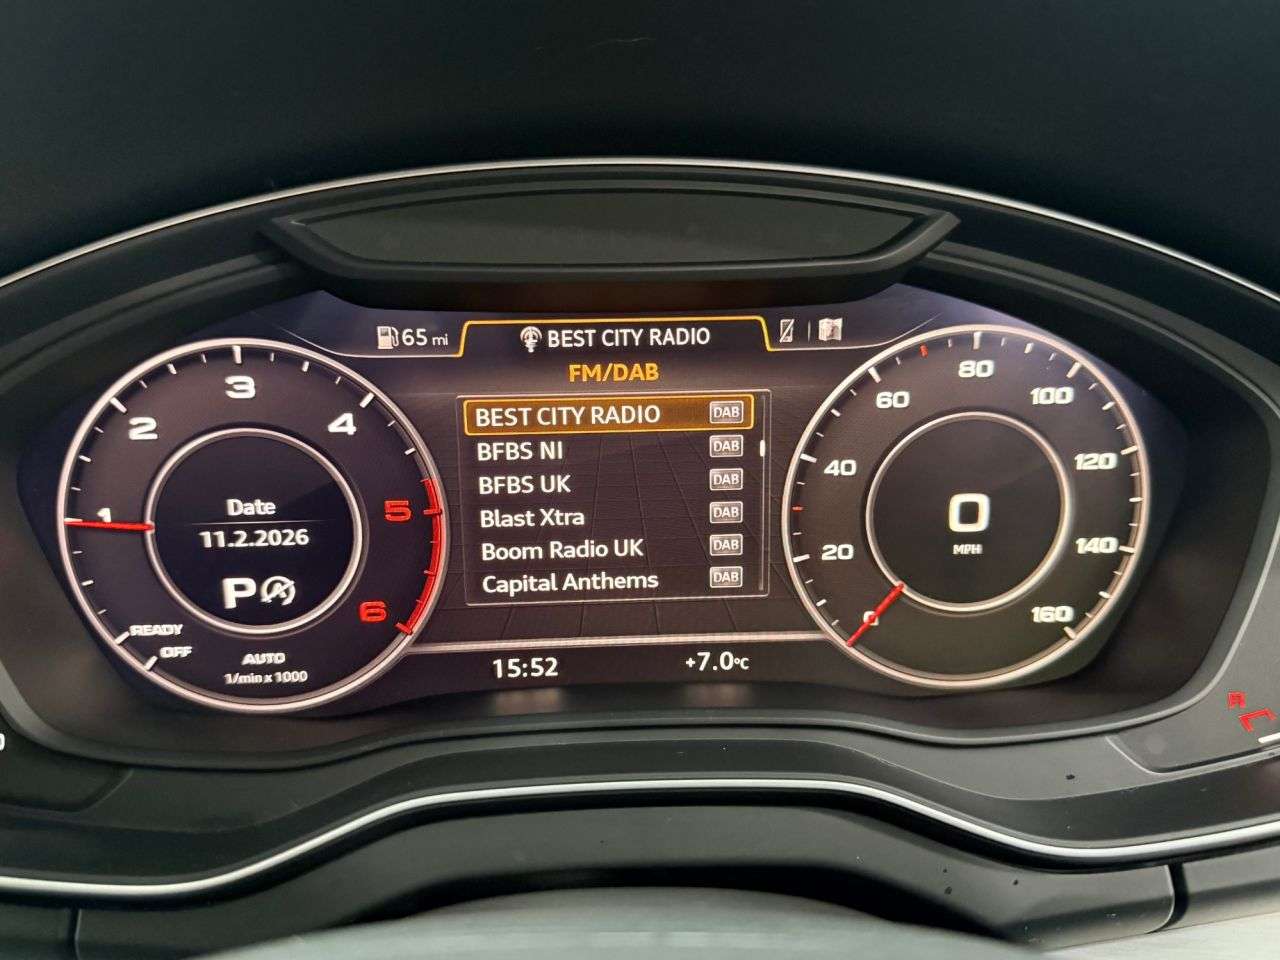 65 mi
BEST CITY RADIO
FM/DAB
BEST CITY RADIO DAB
BFBS NI DAB
BFBS UK DAB
Blast Xtra DAB
Boom Radio UK DAB
Capital Anthems DAB
1
2
3
4
5
6
Date
11.2.2026
P A
READY
OFF
AUTO
1/min x 1000
15:52
+7.0°C
0
20
40
60
80
100
120
140
160
0
MPH